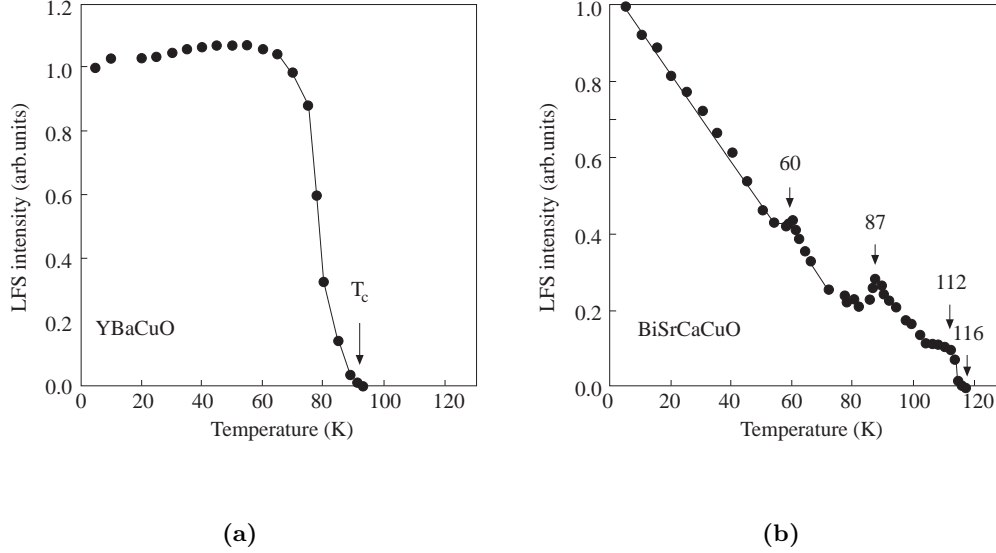 1.2
1.0
0.8
0.6
0.4
0.2
0.0
0 20 40 60 80 100 120
LFS intensity (arb.units)
Temperature (K)
YBaCuO
T_c
(a)
1.0
0.8
0.6
0.4
0.2
0.0
0 20 40 60 80 100 120
LFS intensity (arb.units)
Temperature (K)
60
87
112
116
BiSrCaCuO
(b)